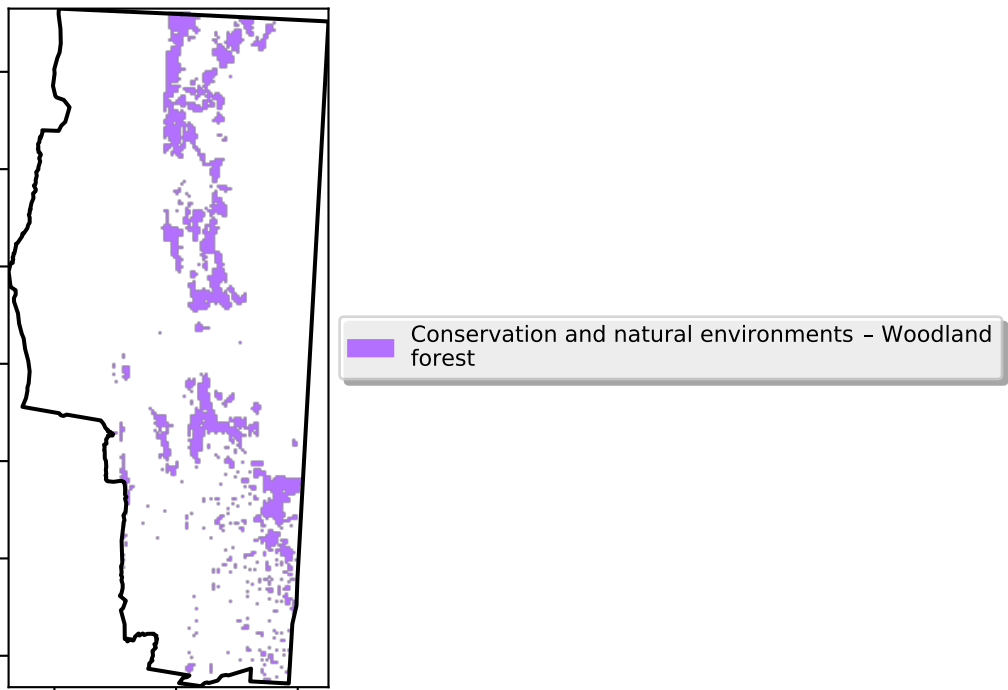 Conservation and natural environments – Woodland
forest